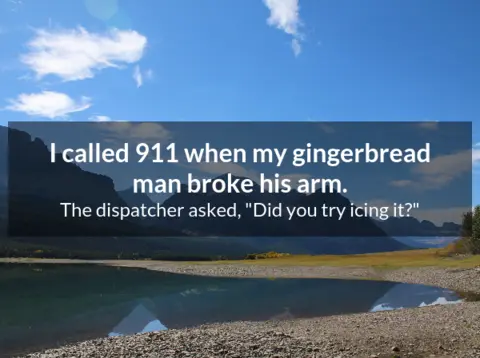 I called 911 when my gingerbread
man broke his arm.
The dispatcher asked, "Did you try icing it?"